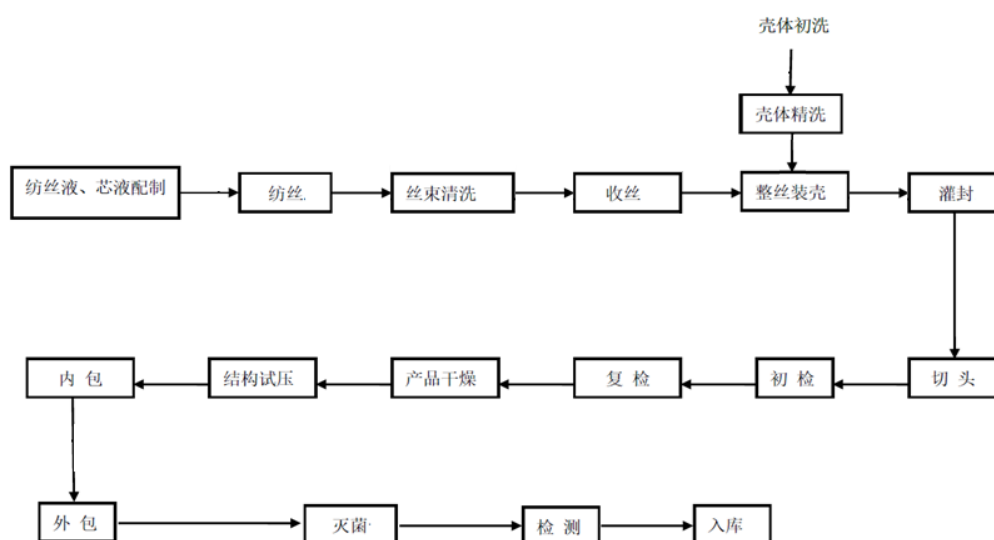 壳体初洗
壳体精洗
纺丝液、芯液配制
纺丝
丝束清洗
收丝
整丝装壳
灌封
切头
初检
复检
产品干燥
结构试压
内包
外包
灭菌
检测
入库